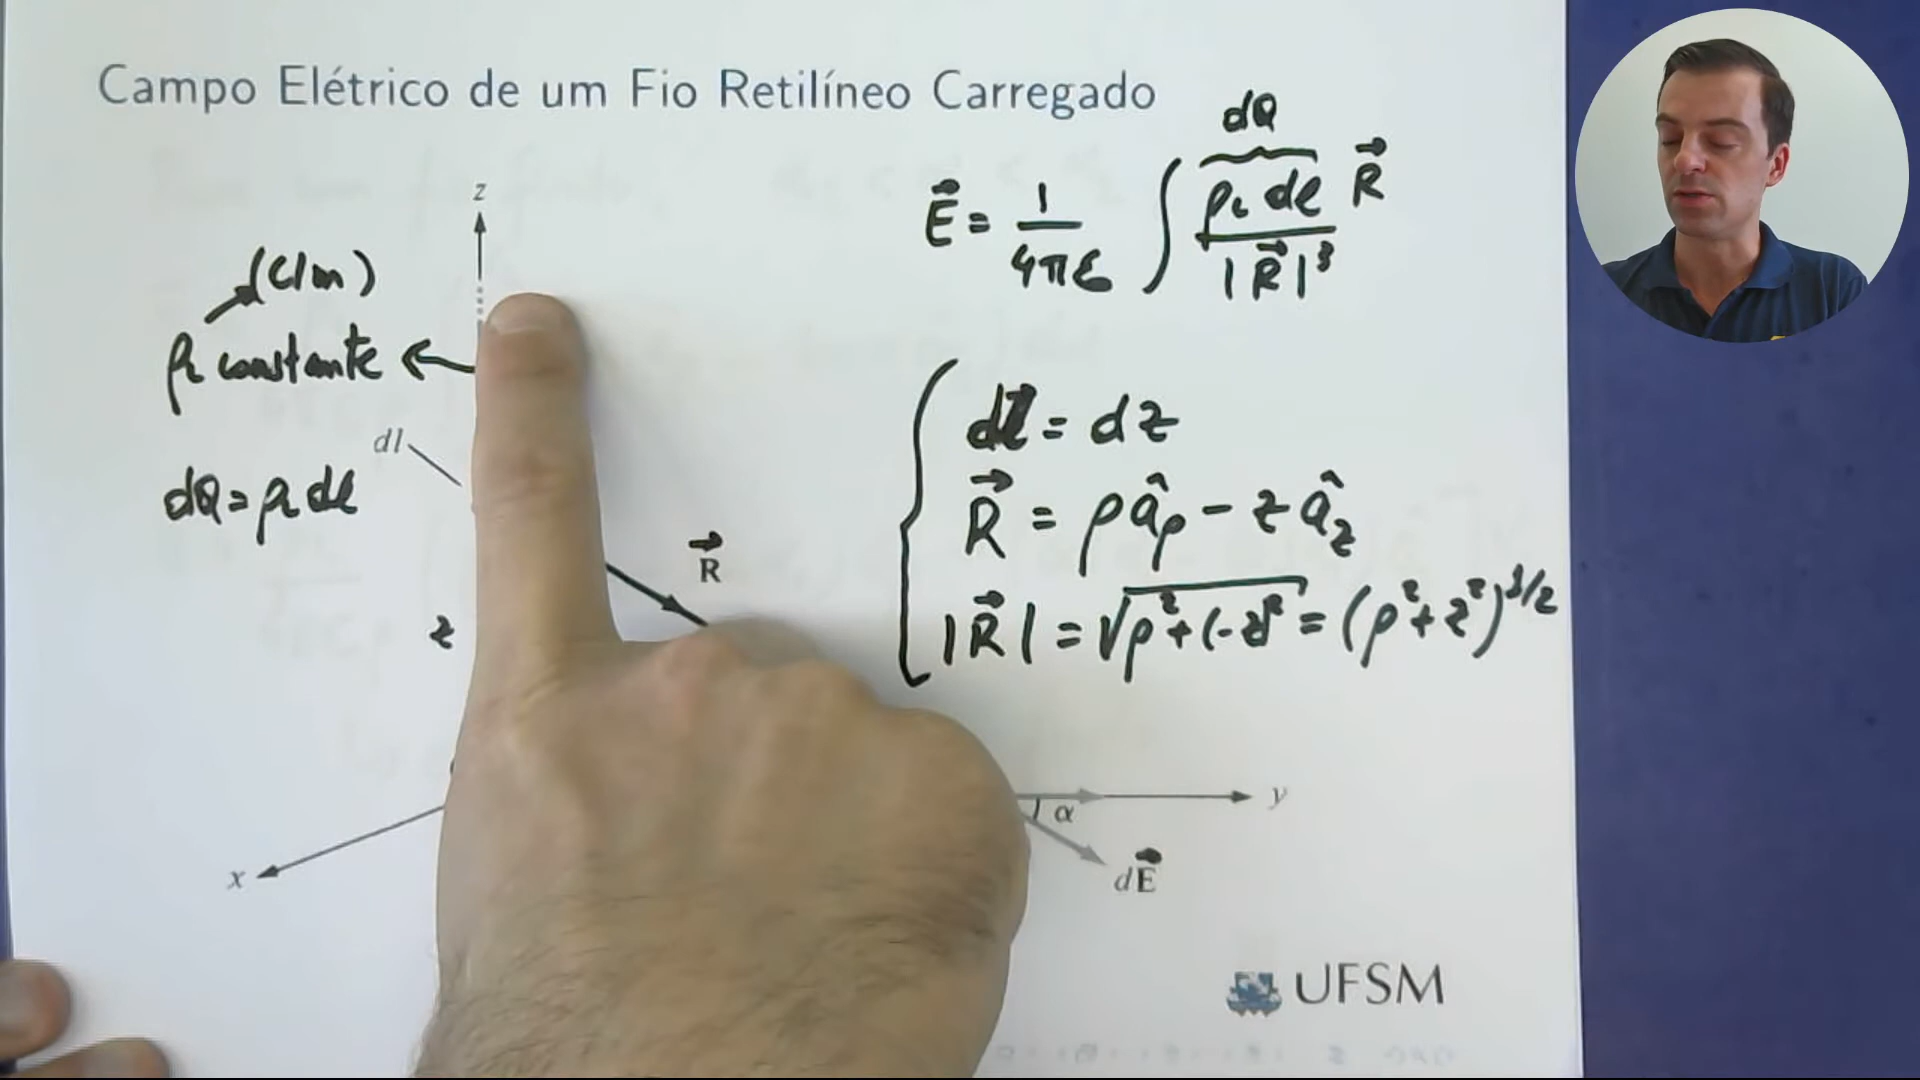 Campo Elétrico de um Fio Retilíneo Carregado
z
(C/m)
ρL constante
dl
dQ = ρL dl
R⃗
z
x
y
α
dE⃗
dQ
E⃗ = 1/4πε ∫ ρL dl/|R⃗|³ R⃗
dl = dz
R⃗ = ρ âρ - z âz
|R⃗| = √ρ² + (-z)² = (ρ² + z²)^3/2
UFSM